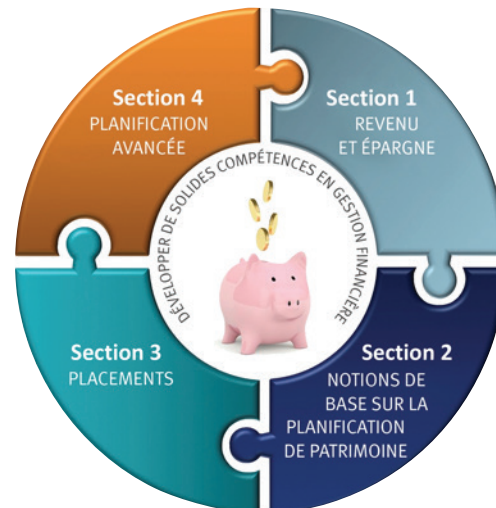 Section 1
REVENU
ET ÉPARGNE
Section 2
NOTIONS DE
BASE SUR LA
PLANIFICATION
DE PATRIMOINE
Section 3
PLACEMENTS
Section 4
PLANIFICATION
AVANCÉE
DÉVELOPPER DE SOLIDES COMPÉTENCES EN GESTION FINANCIÈRE